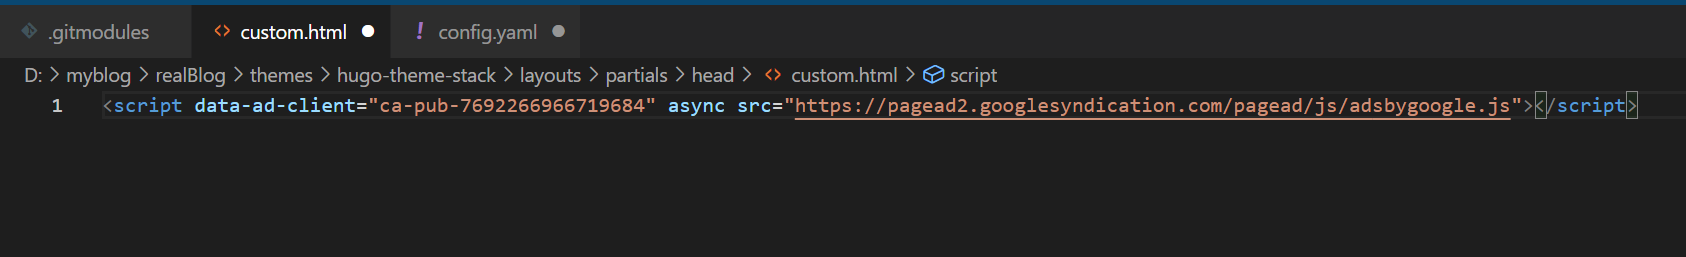 .gitmodules custom.html config.yaml
D: > myblog > realBlog > themes > hugo-theme-stack > layouts > partials > head > custom.html > script
1 <script data-ad-client="ca-pub-7692266966719684" async src="https://pagead2.googlesyndication.com/pagead/js/adsbygoogle.js"></script>